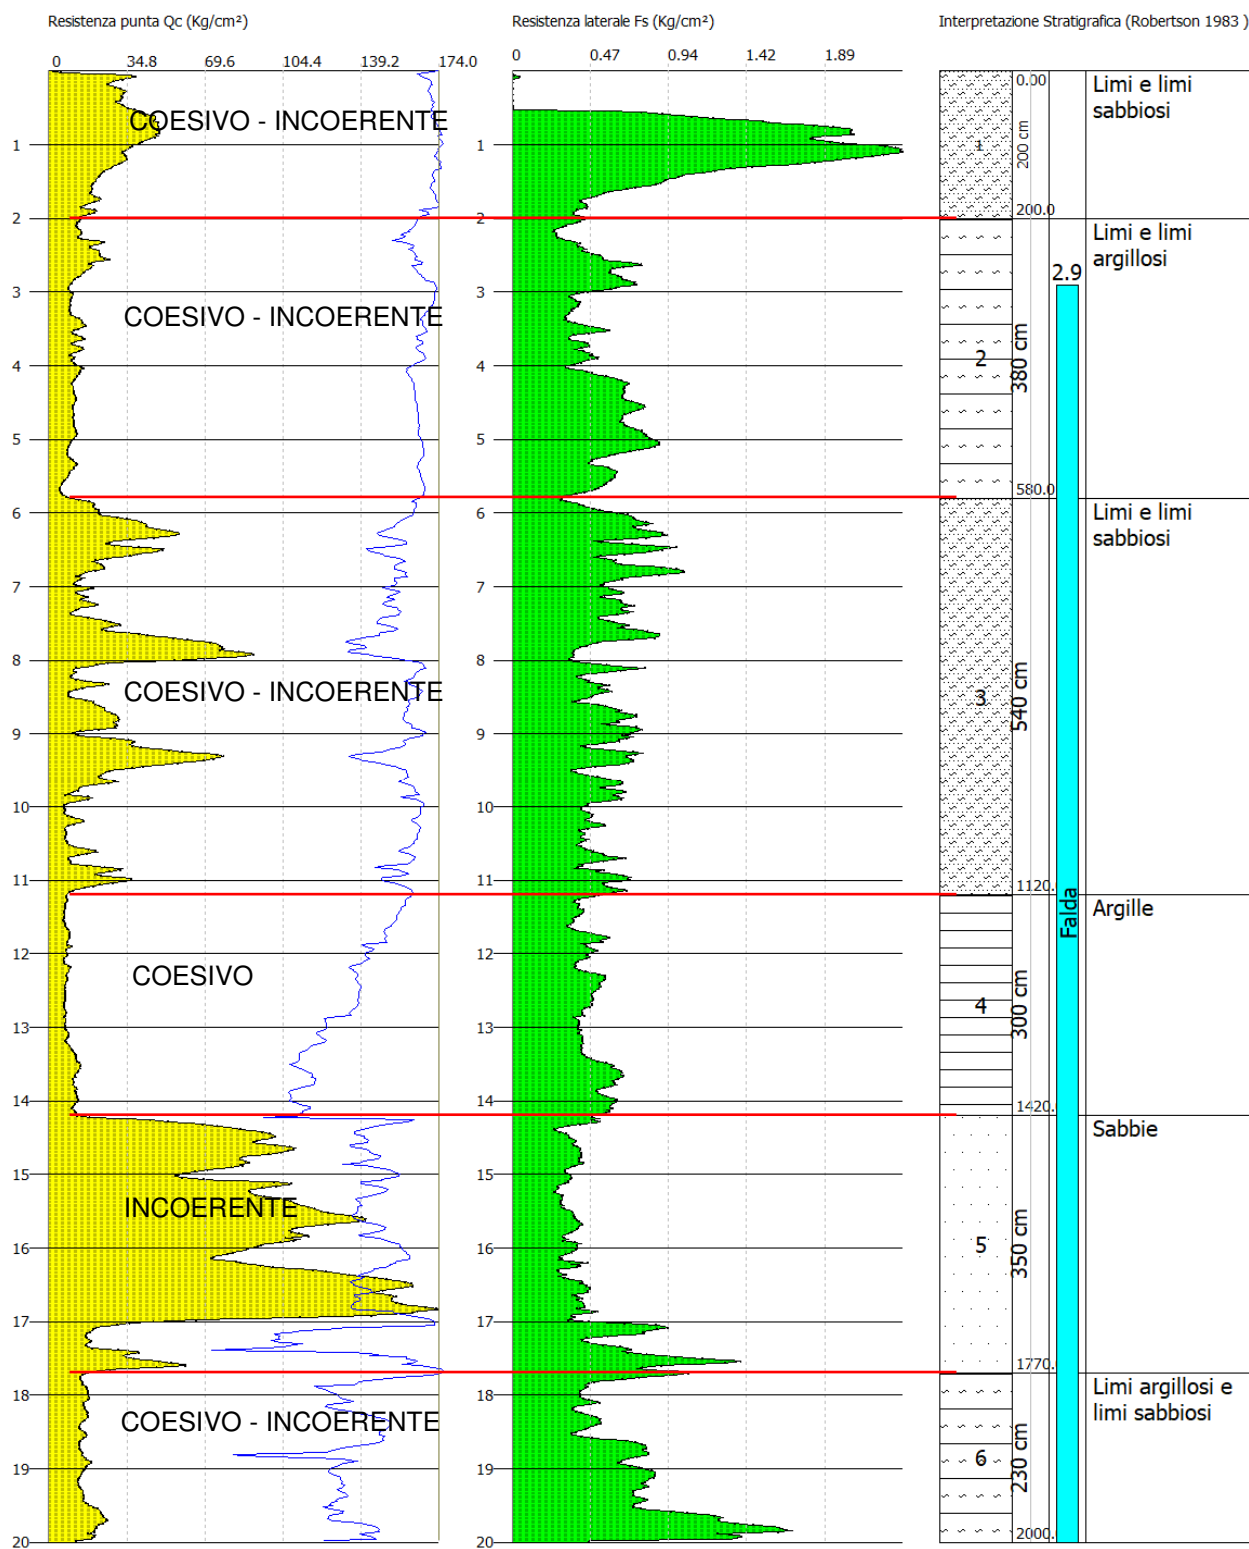 Resistenza punta Qc (Kg/cm²)
Resistenza laterale Fs (Kg/cm²)
Interpretazione Stratigrafica (Robertson 1983 )
0 34.8 69.6 104.4 139.2 174.0
0 0.47 0.94 1.42 1.89
1
2
3
4
5
6
7
8
9
10
11
12
13
14
15
16
17
18
19
20
COESIVO - INCOERENTE
COESIVO - INCOERENTE
COESIVO - INCOERENTE
COESIVO
INCOERENTE
COESIVO - INCOERENTE
1
2
3
4
5
6
7
8
9
10
11
12
13
14
15
16
17
18
19
20
0.00
1
200 cm
200.0
Limi e limi
sabbiosi
2
380 cm
580.0
Limi e limi
argillosi
2.9
Falda
3
540 cm
1120.
Limi e limi
sabbiosi
4
300 cm
1420.
Argille
5
350 cm
1770.
Sabbie
6
230 cm
2000.
Limi argillosi e
limi sabbiosi